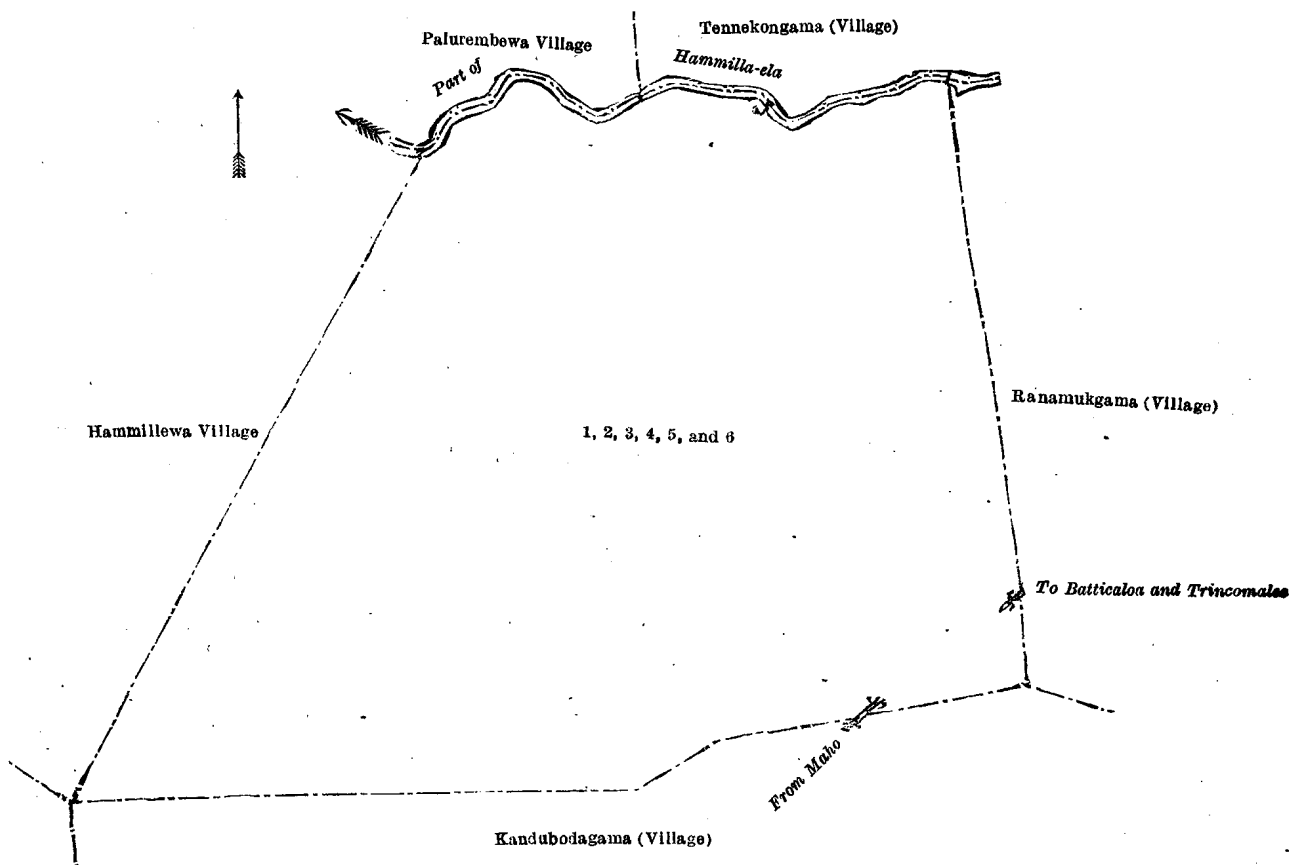 Tennekongama (Village)
Palurembewa Village
Part of
Hammilla-ela
Ranamukgama (Village)
Hammillewa Village
1, 2, 3, 4, 5, and 6
To Batticaloa and Trincomalee
From Maho
Kandubodagama (Village)